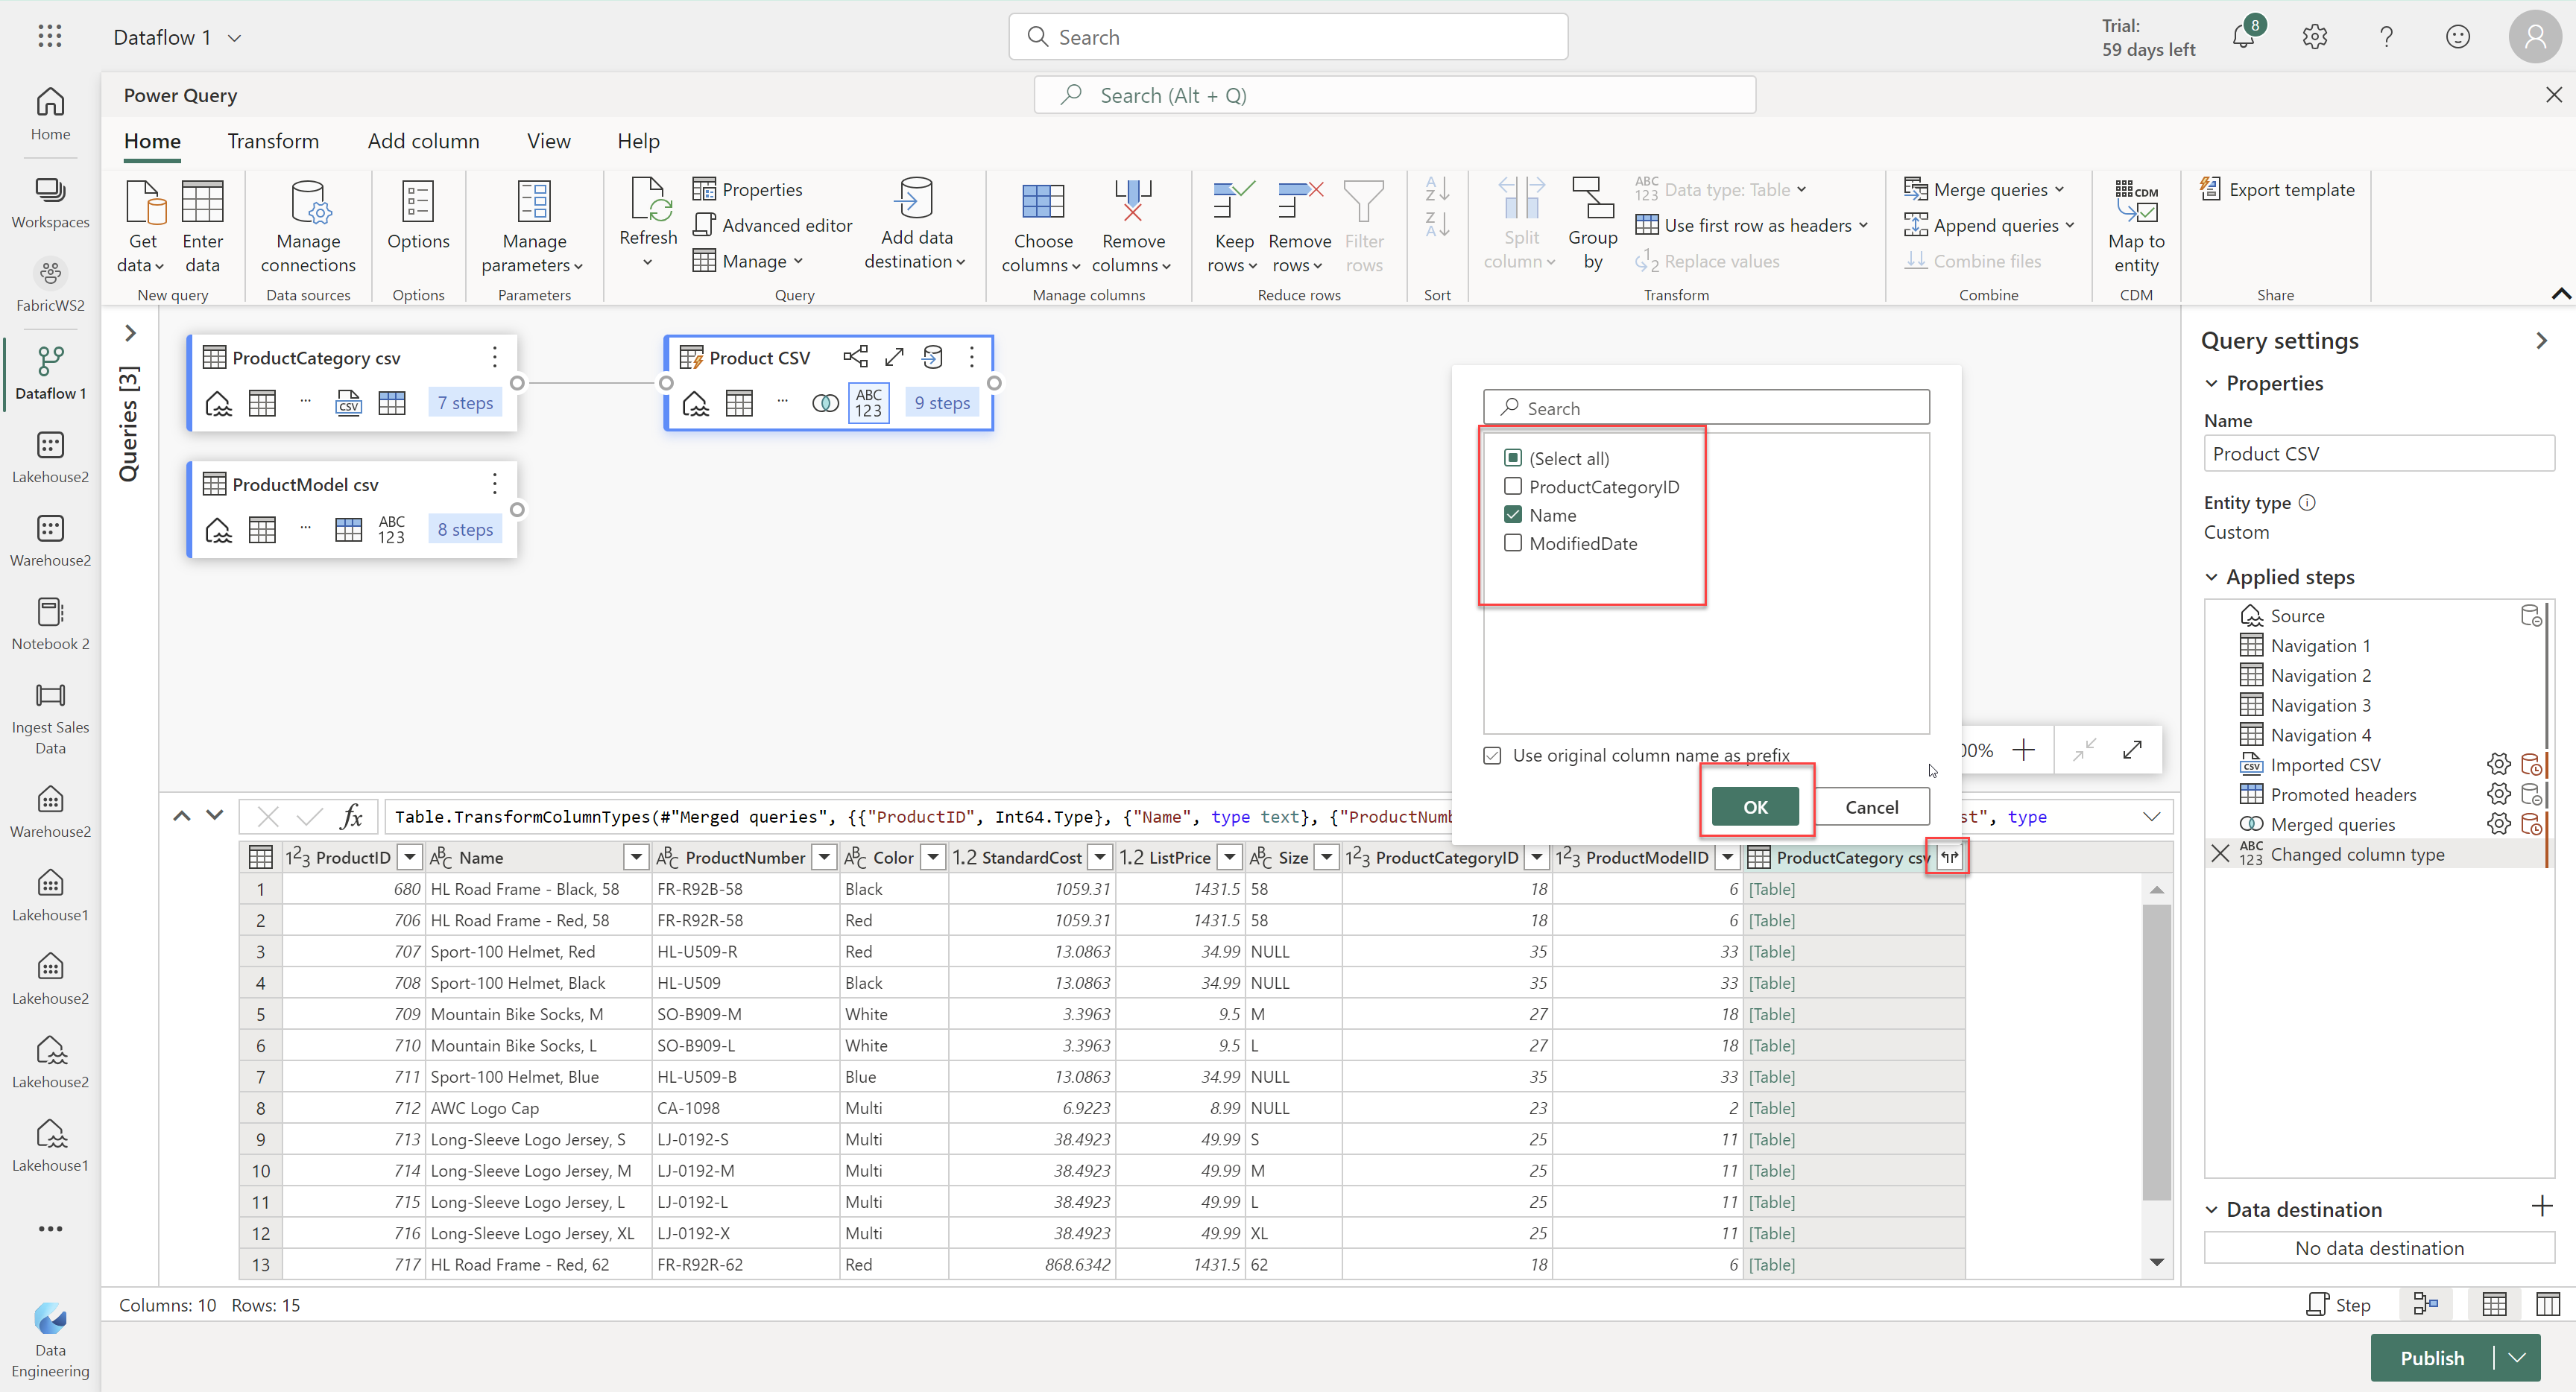 Dataflow 1
Search
Trial:
59 days left
8
Home
Workspaces
FabricWS2
Dataflow 1
Lakehouse2
Warehouse2
Notebook 2
Ingest Sales
Data
Warehouse2
Lakehouse1
Lakehouse2
Lakehouse2
Lakehouse1
Data
Engineering
Power Query
Search (Alt + Q)
Home Transform Add column View Help
Get
data
Enter
data
New query
Manage
connections
Data sources
Options
Options
Manage
parameters
Parameters
Refresh
Properties
Advanced editor
Manage
Add data
destination
Query
Choose
columns
Remove
columns
Manage columns
Keep
rows
Remove
rows
Filter
rows
Reduce rows
A
Z
Z
A
Sort
Split
column
Group
by
ABC
123 Data type: Table
Use first row as headers
1
2 Replace values
Transform
Merge queries
Append queries
Combine files
Combine
CDM
Map to
entity
CDM
Export template
Share
Queries [3]
ProductCategory csv
CSV
7 steps
Product CSV
ABC
123
9 steps
ProductModel csv
ABC
123
8 steps
Search
(Select all)
ProductCategoryID
Name
ModifiedDate
Use original column name as prefix
OK Cancel
00%
fx
Table.TransformColumnTypes(#"Merged queries", {{"ProductID", Int64.Type}, {"Name", type text}, {"ProductNumb
st", type
123 ProductID ABC Name ABC ProductNumber ABC Color 1.2 StandardCost 1.2 ListPrice ABC Size 123 ProductCategoryID 123 ProductModelID ProductCategory csv
1 680 HL Road Frame - Black, 58 FR-R92B-58 Black 1059.31 1431.5 58 18 6 [Table]
2 706 HL Road Frame - Red, 58 FR-R92R-58 Red 1059.31 1431.5 58 18 6 [Table]
3 707 Sport-100 Helmet, Red HL-U509-R Red 13.0863 34.99 NULL 35 33 [Table]
4 708 Sport-100 Helmet, Black HL-U509 Black 13.0863 34.99 NULL 35 33 [Table]
5 709 Mountain Bike Socks, M SO-B909-M White 3.3963 9.5 M 27 18 [Table]
6 710 Mountain Bike Socks, L SO-B909-L White 3.3963 9.5 L 27 18 [Table]
7 711 Sport-100 Helmet, Blue HL-U509-B Blue 13.0863 34.99 NULL 35 33 [Table]
8 712 AWC Logo Cap CA-1098 Multi 6.9223 8.99 NULL 23 2 [Table]
9 713 Long-Sleeve Logo Jersey, S LJ-0192-S Multi 38.4923 49.99 S 25 11 [Table]
10 714 Long-Sleeve Logo Jersey, M LJ-0192-M Multi 38.4923 49.99 M 25 11 [Table]
11 715 Long-Sleeve Logo Jersey, L LJ-0192-L Multi 38.4923 49.99 L 25 11 [Table]
12 716 Long-Sleeve Logo Jersey, XL LJ-0192-X Multi 38.4923 49.99 XL 25 11 [Table]
13 717 HL Road Frame - Red, 62 FR-R92R-62 Red 868.6342 1431.5 62 18 6 [Table]
Columns: 10 Rows: 15
Query settings
Properties
Name
Product CSV
Entity type
Custom
Applied steps
Source
Navigation 1
Navigation 2
Navigation 3
Navigation 4
CSV Imported CSV
Promoted headers
Merged queries
ABC
123 Changed column type
Data destination
No data destination
Step
Publish